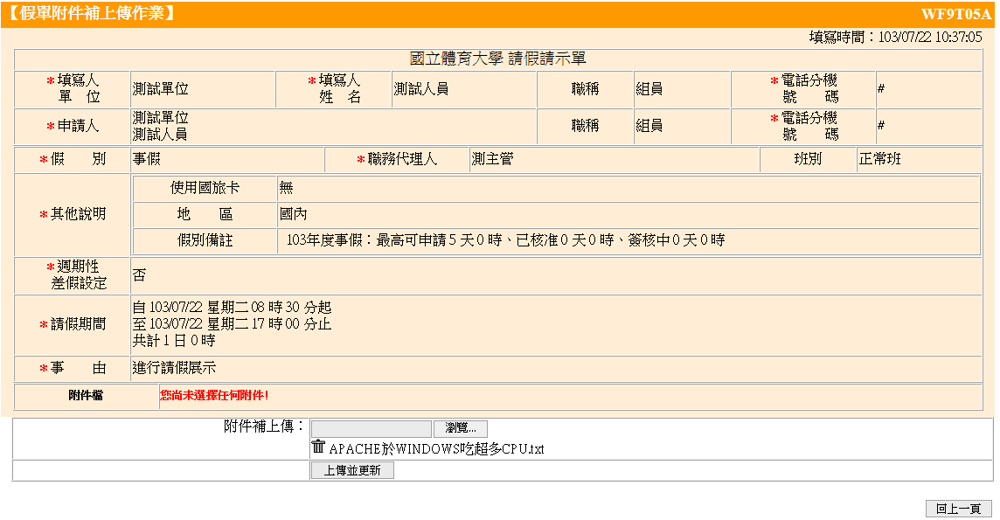 【假單附件補上傳作業】 WF9T05A
填寫時間：103/07/22 10:37:05
國立體育大學 請假請示單
*填寫人 單　位 測試單位 *填寫人 姓　名 測試人員 職稱 組員 *電話分機 號　　碼 #
*申請人 測試單位 測試人員 職稱 組員 *電話分機 號　　碼 #
*假　　別 事假 *職務代理人 測主管 班別 正常班
*其他說明
使用國旅卡 無
地　　區 國內
假別備註 103年度事假：最高可申請 5 天 0 時、已核准 0 天 0 時、簽核中 0 天 0 時
*週期性 差假設定 否
*請假期間
自 103/07/22 星期二 08 時 30 分起
至 103/07/22 星期二 17 時 00 分止
共計 1 日 0 時
*事　　由 進行請假展示
附件檔 您尚未選擇任何附件!
附件補上傳： 瀏覽...
APACHE於WINDOWS吃超多CPU.txt
上傳並更新
回上一頁